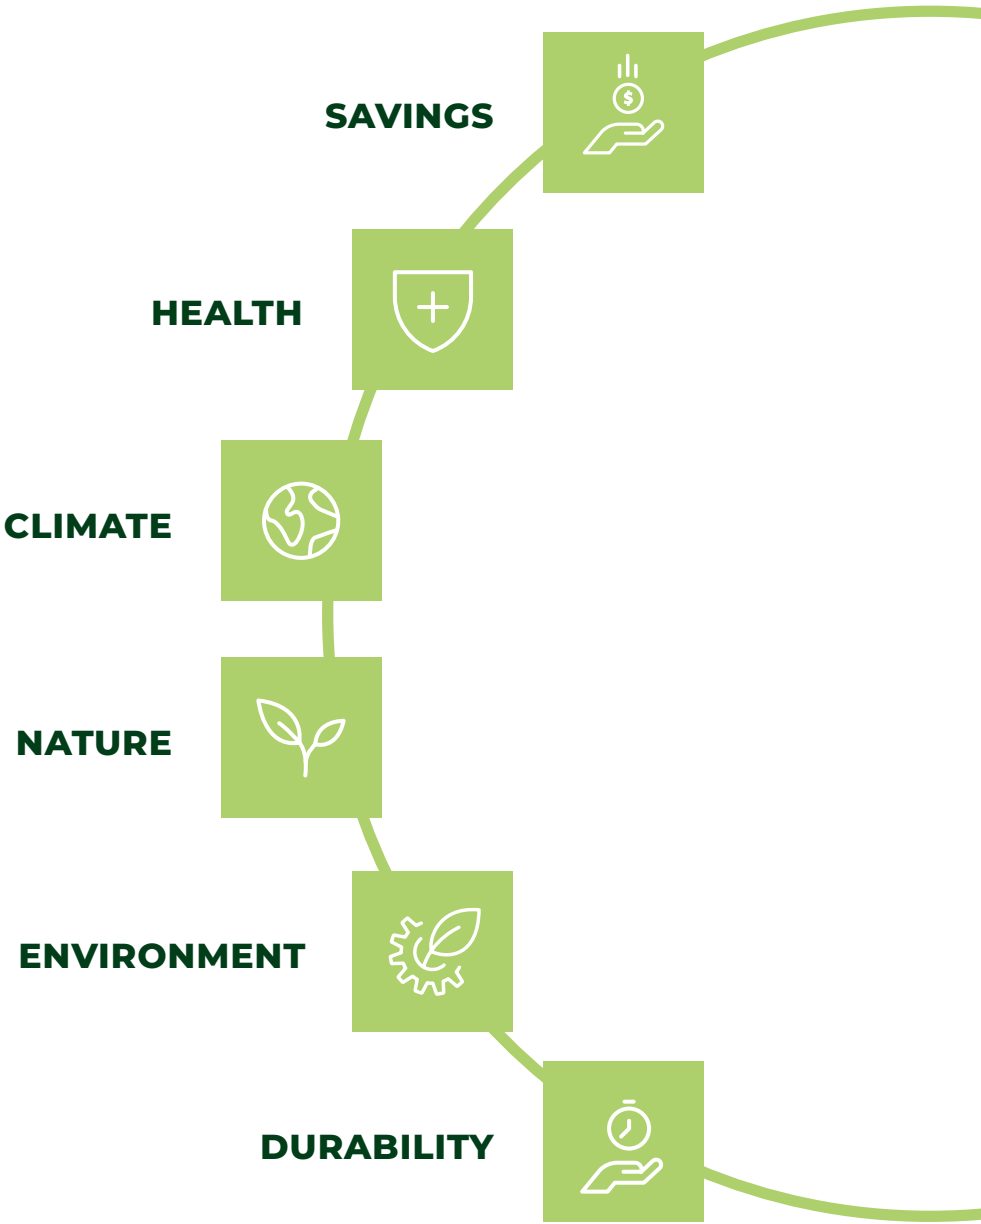 SAVINGS
$
HEALTH
CLIMATE
NATURE
ENVIRONMENT
DURABILITY